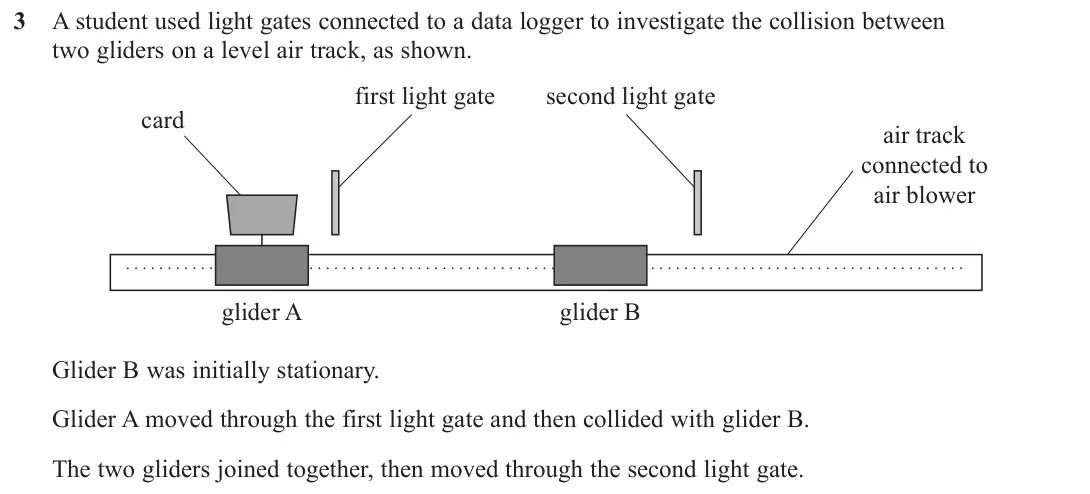 3 A student used light gates connected to a data logger to investigate the collision between
two gliders on a level air track, as shown.
first light gate
second light gate
card
air track
connected to
air blower
glider A
glider B
Glider B was initially stationary.
Glider A moved through the first light gate and then collided with glider B.
The two gliders joined together, then moved through the second light gate.